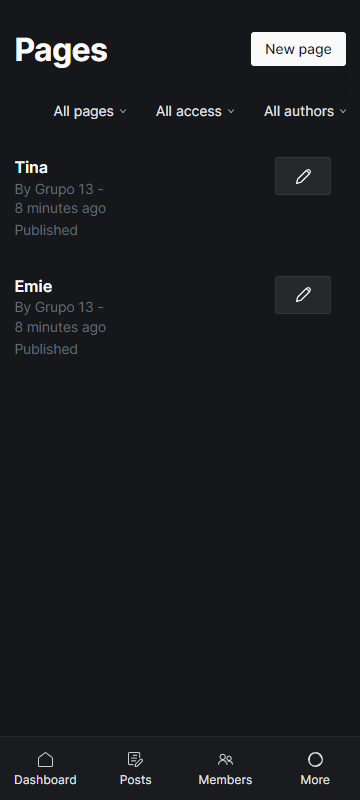 Pages
New page
All pages
All access
All authors
Tina
By Grupo 13 -
8 minutes ago
Published
Emie
By Grupo 13 -
8 minutes ago
Published
Dashboard
Posts
Members
More